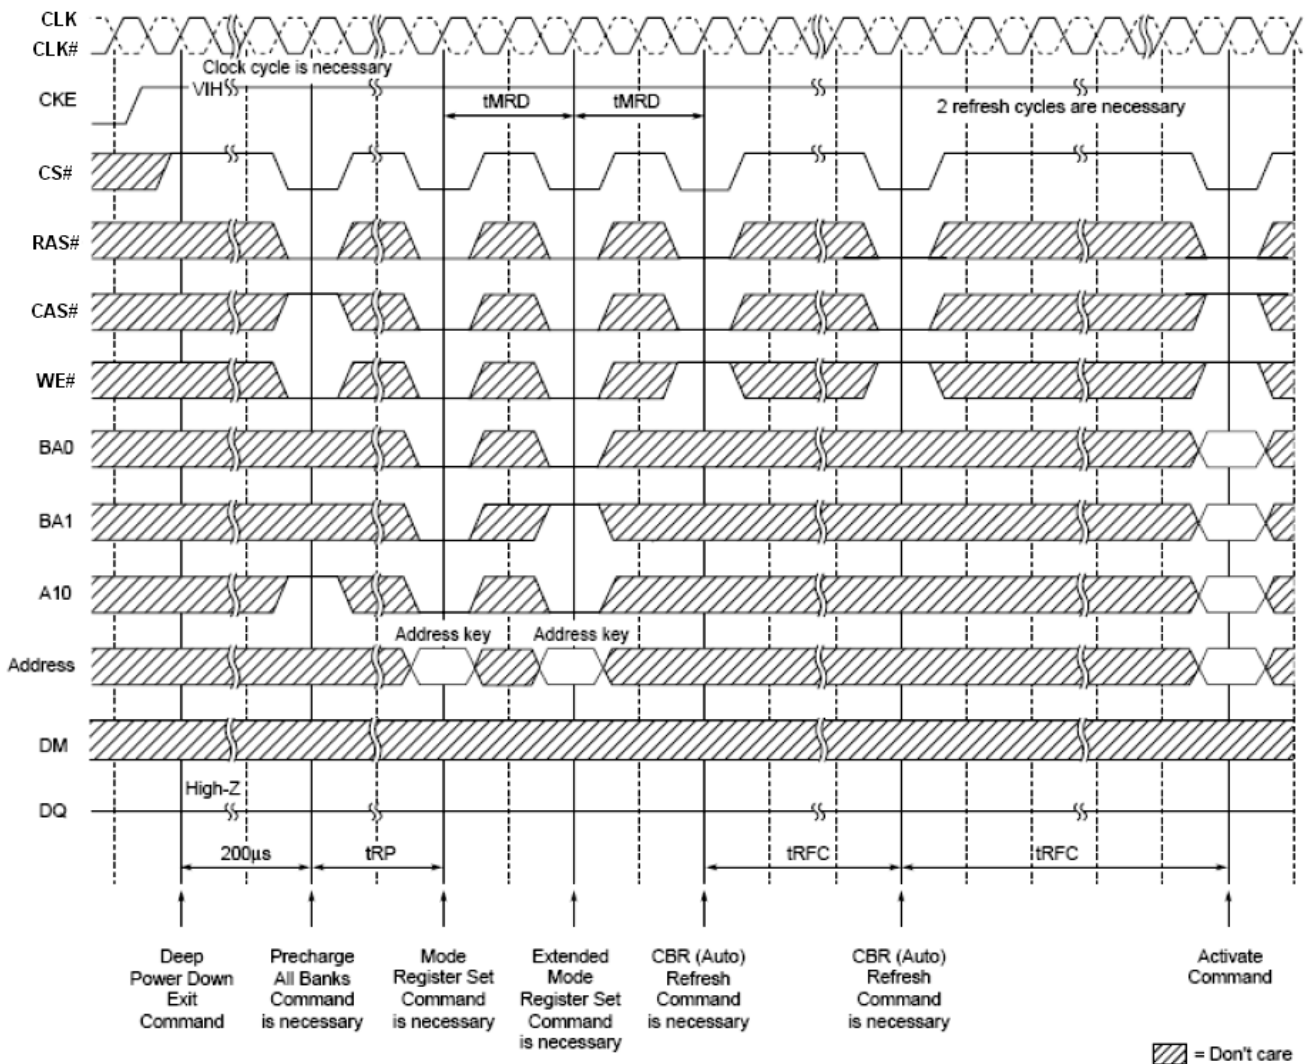 CLK
CLK#
Clock cycle is necessary
CKE
VIH
tMRD
tMRD
2 refresh cycles are necessary
CS#
RAS#
CAS#
WE#
BA0
BA1
A10
Address key
Address key
Address
DM
High-Z
DQ
200µs
tRP
tRFC
tRFC
Deep
Power Down
Exit
Command
Precharge
All Banks
Command
is necessary
Mode
Register Set
Command
is necessary
Extended
Mode
Register Set
Command
is necessary
CBR (Auto)
Refresh
Command
is necessary
CBR (Auto)
Refresh
Command
is necessary
Activate
Command
= Don't care